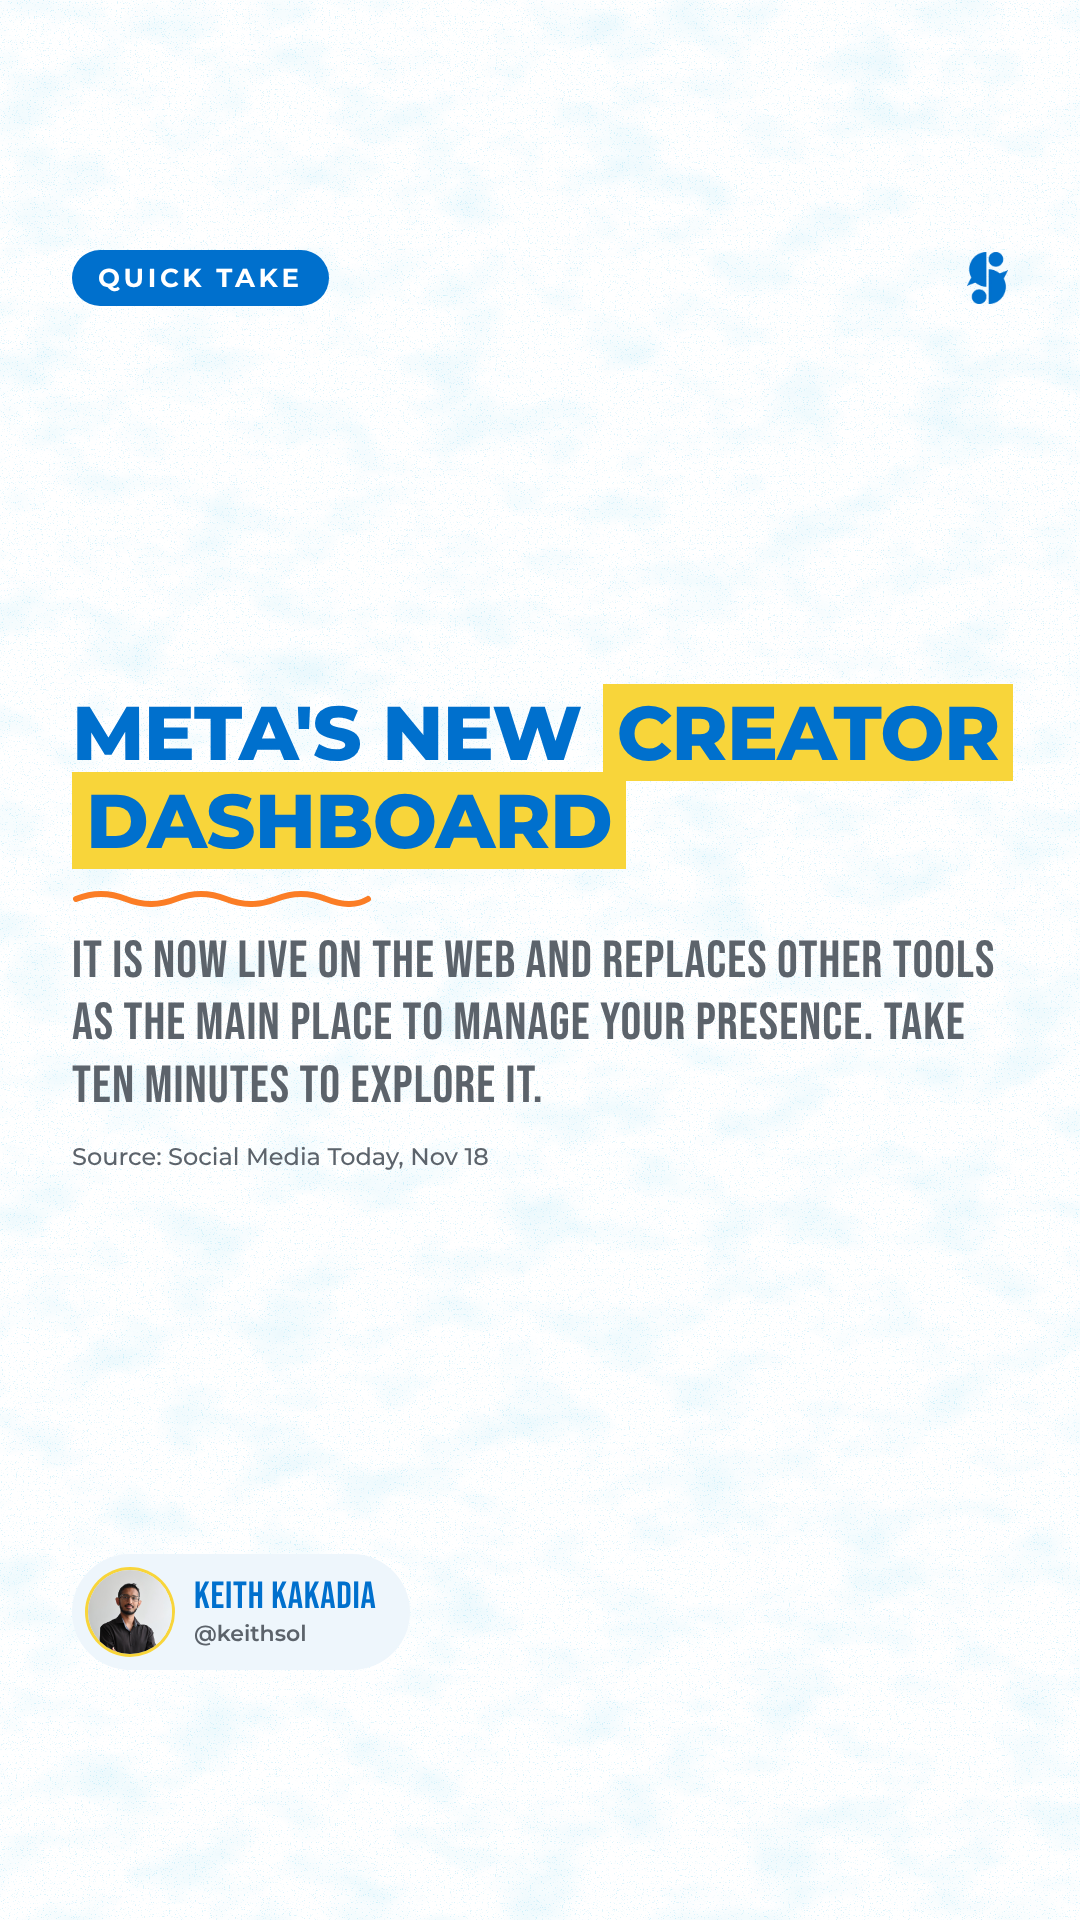 QUICK TAKE
META'S NEW CREATOR
DASHBOARD
IT IS NOW LIVE ON THE WEB AND REPLACES OTHER TOOLS
AS THE MAIN PLACE TO MANAGE YOUR PRESENCE. TAKE
TEN MINUTES TO EXPLORE IT.
Source: Social Media Today, Nov 18
KEITH KAKADIA
@keithsol